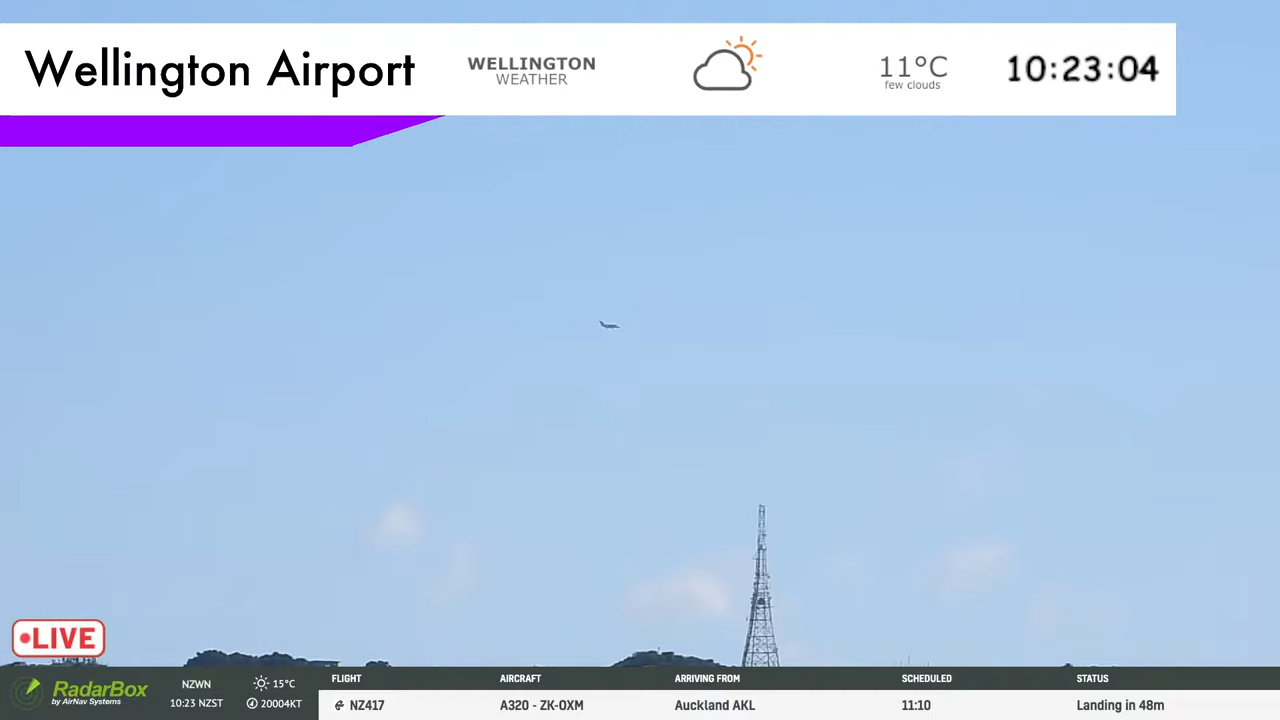 Wellington Airport
WELLINGTON
WEATHER
11°C
few clouds
10:23:04
LIVE
RadarBox
by AirNav Systems
NZWN
10:23 NZST
15°C
20004KT
FLIGHT AIRCRAFT ARRIVING FROM SCHEDULED STATUS
NZ417 A320 - ZK-OXM Auckland AKL 11:10 Landing in 48m